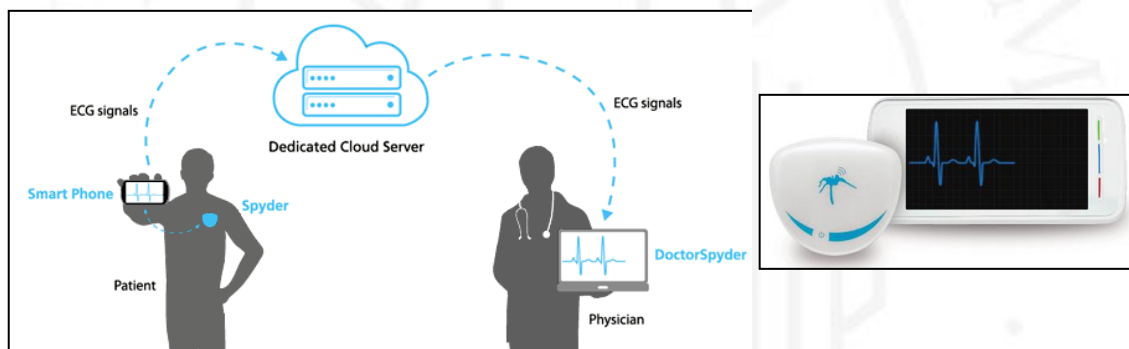 ECG signals
ECG signals
Dedicated Cloud Server
Smart Phone
Spyder
DoctorSpyder
Patient
Physician